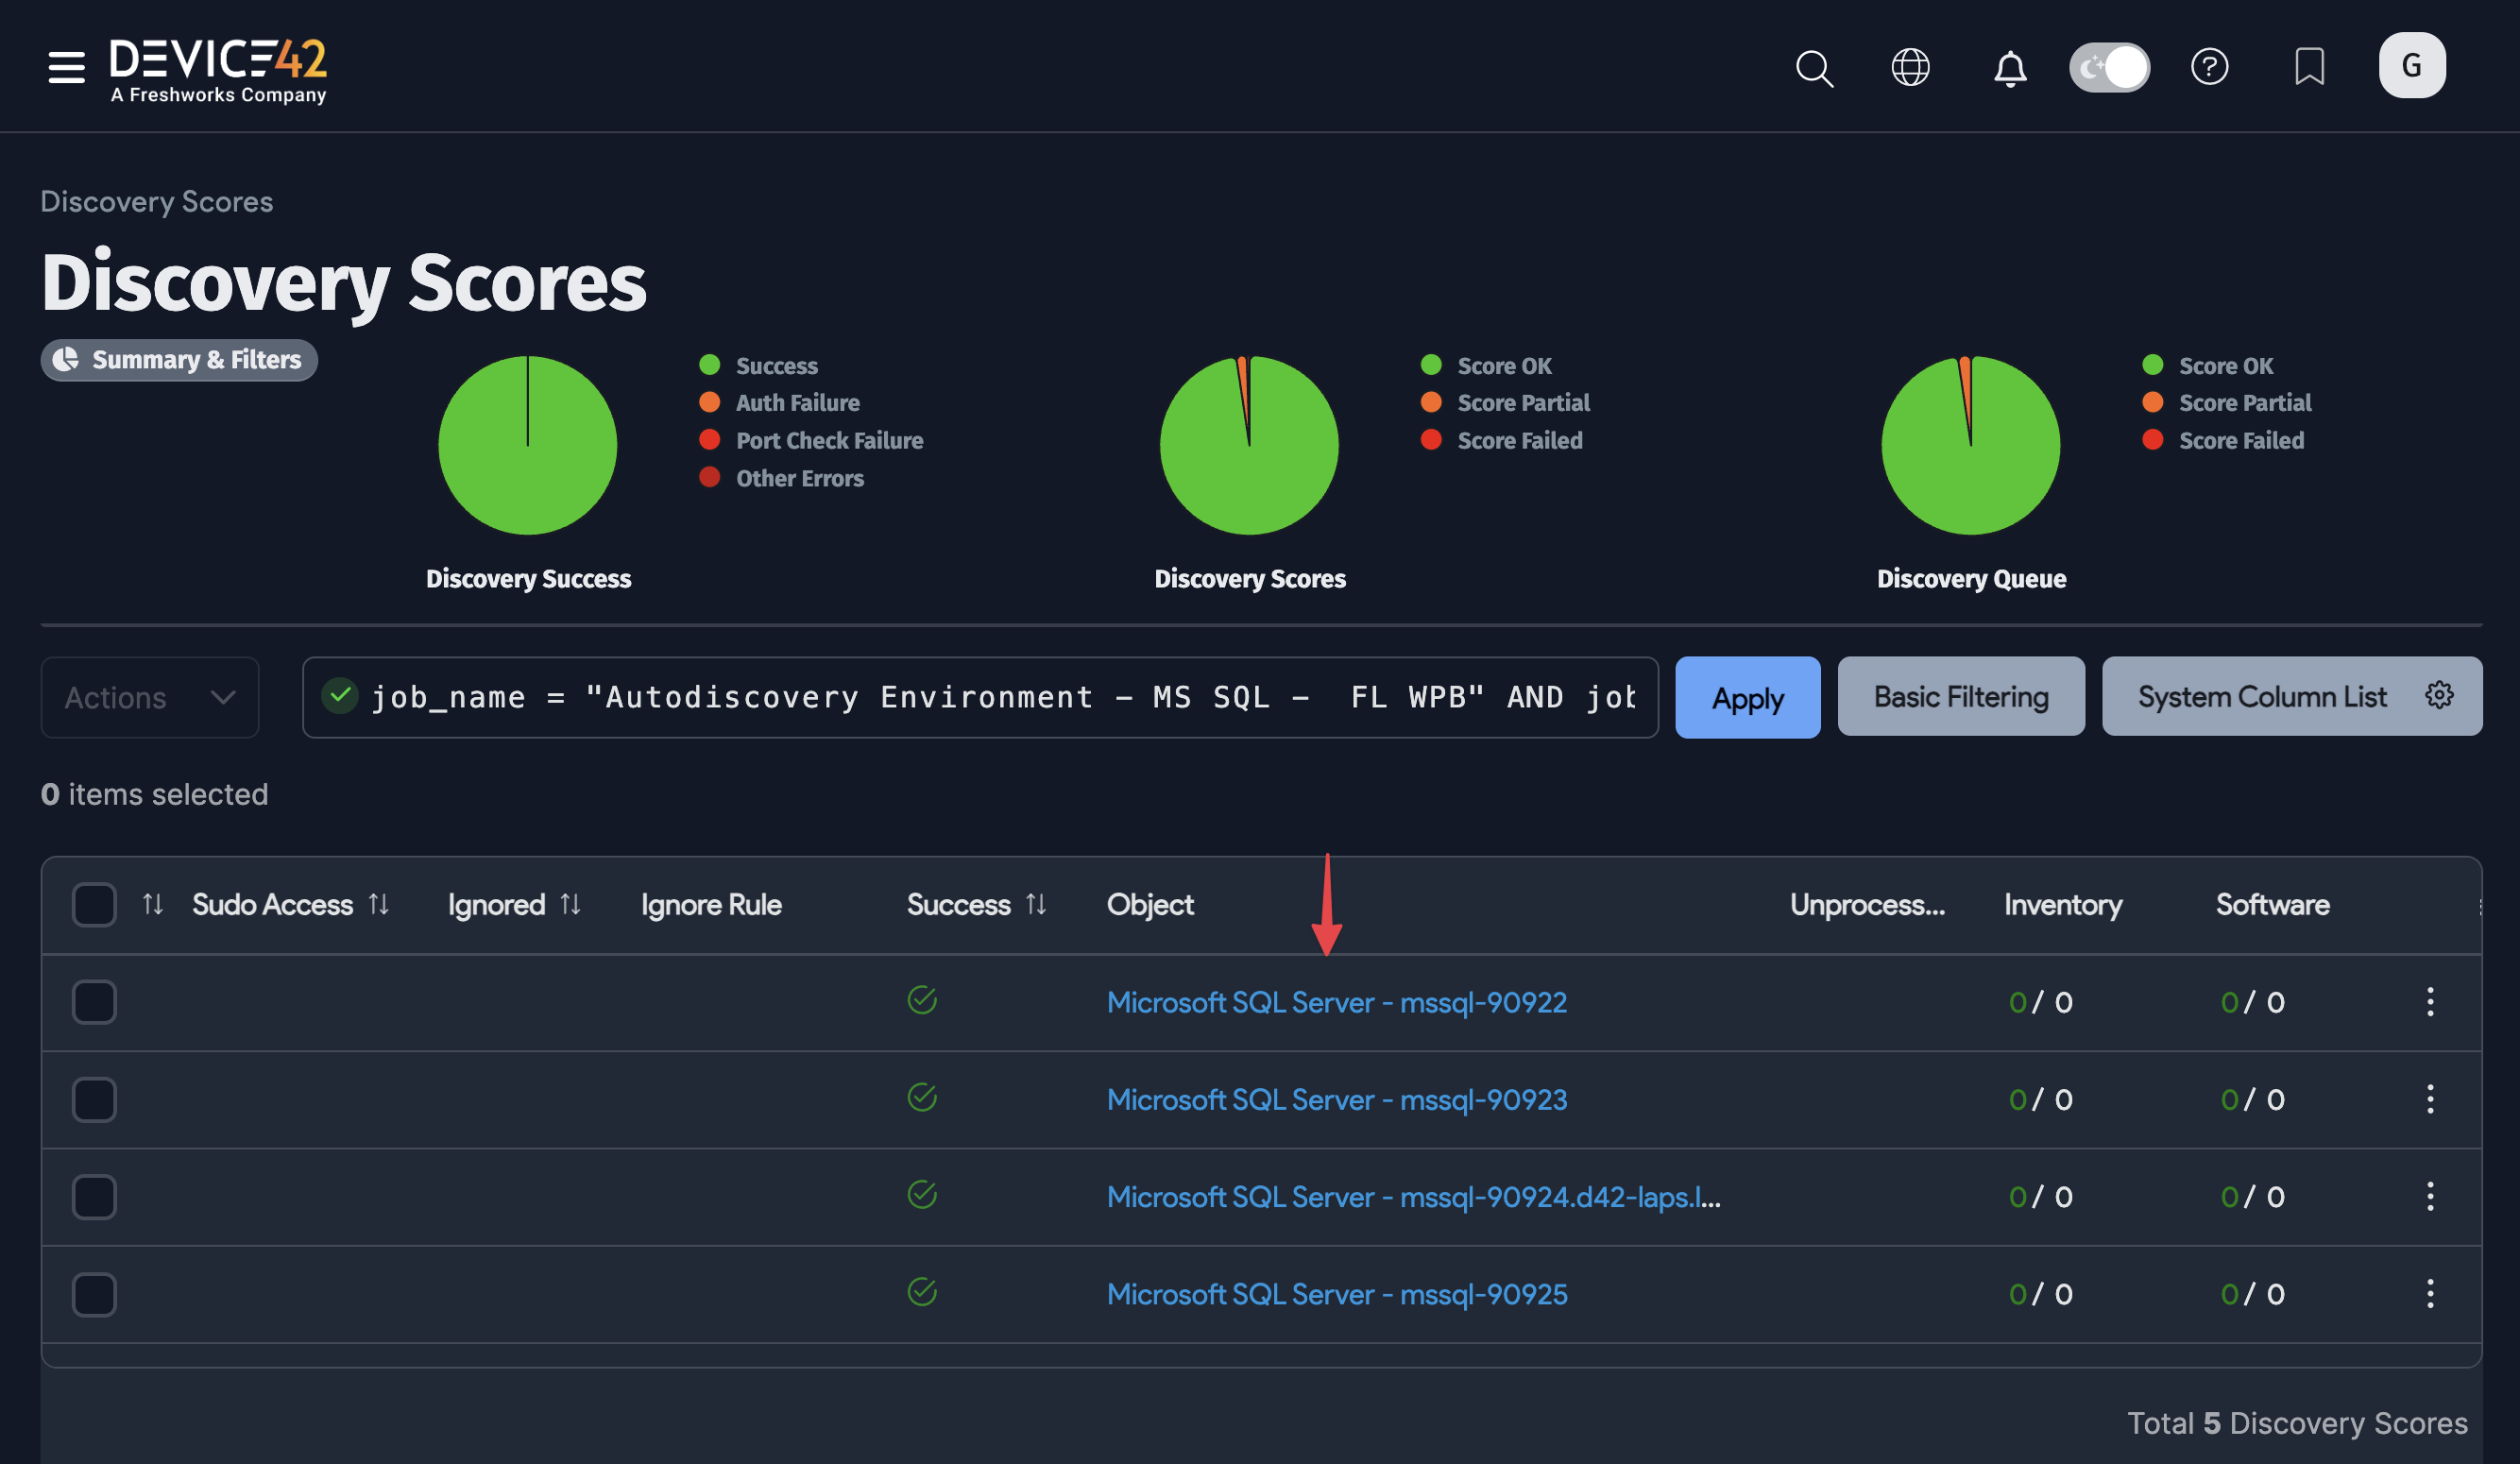 DEVICE42
A Freshworks Company
G
Discovery Scores
Discovery Scores
Summary & Filters
Success
Auth Failure
Port Check Failure
Other Errors
Discovery Success
Score OK
Score Partial
Score Failed
Discovery Scores
Score OK
Score Partial
Score Failed
Discovery Queue
Actions
job_name = "Autodiscovery Environment - MS SQL -  FL WPB" AND job
Apply
Basic Filtering
System Column List
0 items selected
Sudo Access Ignored Ignore Rule Success Object Unprocess... Inventory Software
Microsoft SQL Server - mssql-90922 0 / 0 0 / 0
Microsoft SQL Server - mssql-90923 0 / 0 0 / 0
Microsoft SQL Server - mssql-90924.d42-laps.l... 0 / 0 0 / 0
Microsoft SQL Server - mssql-90925 0 / 0 0 / 0
Total 5 Discovery Scores